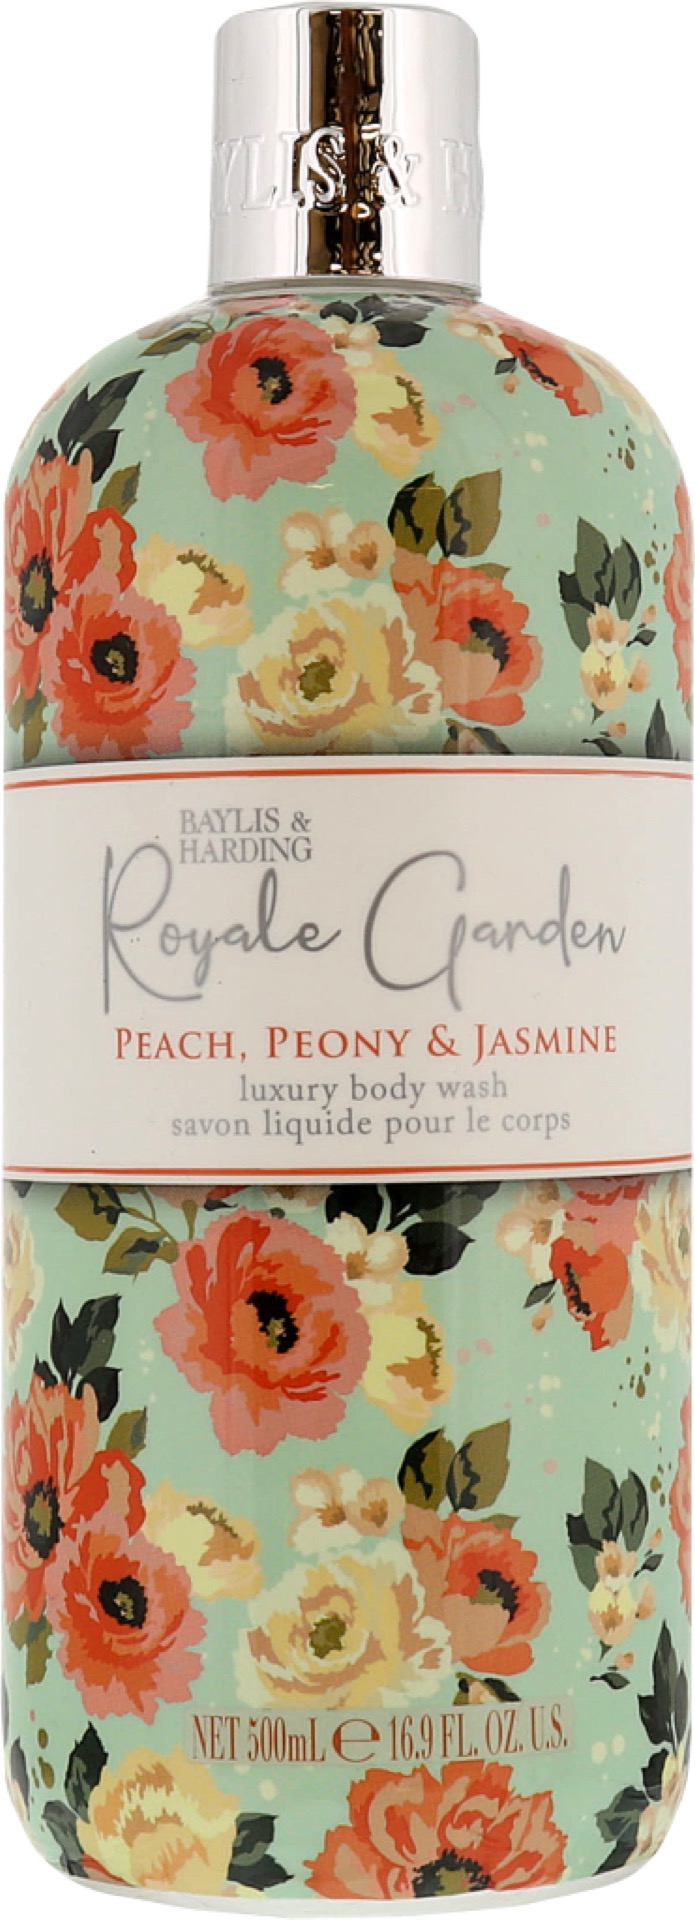 YLIS & H
BAYLIS &
HARDING
Royale Garden
PEACH, PEONY & JASMINE
luxury body wash
savon liquide pour le corps
NET 500mL ℮ 16.9 FL. OZ. U.S.